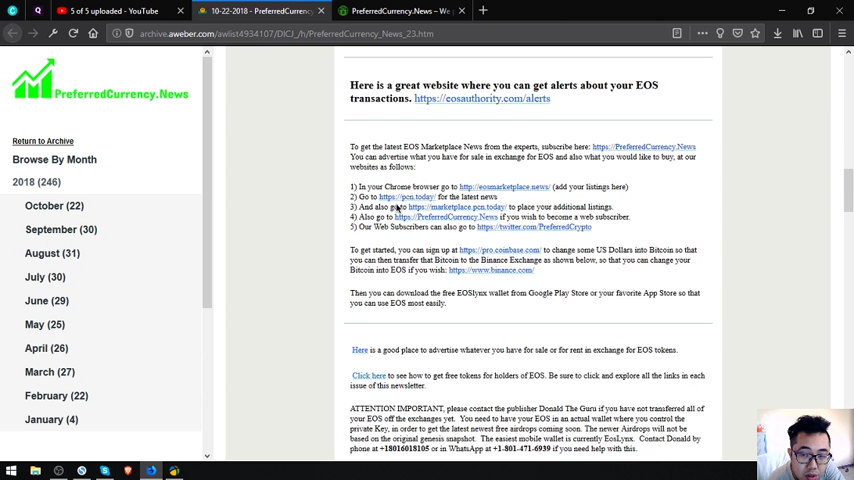 5 of 5 uploaded - YouTube
10-22-2018 - PreferredCurrency
PreferredCurrency.News – We p
archive.aweber.com/awlist4934107/DICJ_/h/PreferredCurrency_News_23.htm
PreferredCurrency.News
Return to Archive
Browse By Month
2018 (246)
October (22)
September (30)
August (31)
July (30)
June (29)
May (25)
April (26)
March (27)
February (22)
January (4)
Here is a great website where you can get alerts about your EOS
transactions. https://eosauthority.com/alerts
To get the latest EOS Marketplace News from the experts, subscribe here: https://PreferredCurrency.News
You can advertise what you have for sale in exchange for EOS and also what you would like to buy, at our
websites as follows:
1) In your Chrome browser go to http://eosmarketplace.news/ (add your listings here)
2) Go to https://pcn.today/ for the latest news
3) And also go to https://marketplace.pcn.today/ to place your additional listings.
4) Also go to https://PreferredCurrency.News if you wish to become a web subscriber.
5) Our Web Subscribers can also go to https://twitter.com/PreferredCrypto
To get started, you can sign up at https://pro.coinbase.com/ to change some US Dollars into Bitcoin so that
you can then transfer that Bitcoin to the Binance Exchange as shown below, so that you can change your
Bitcoin into EOS if you wish: https://www.binance.com/
Then you can download the free EOSlynx wallet from Google Play Store or your favorite App Store so that
you can use EOS most easily.
Here is a good place to advertise whatever you have for sale or for rent in exchange for EOS tokens.
Click here to see how to get free tokens for holders of EOS. Be sure to click and explore all the links in each
issue of this newsletter.
ATTENTION IMPORTANT, please contact the publisher Donald The Guru if you have not transferred all of
your EOS off the exchanges yet. You need to have your EOS in an actual wallet where you control the
private Key, in order to get the latest newest free airdrops coming soon. The newer Airdrops will not be
based on the original genesis snapshot. The easiest mobile wallet is currently EosLynx. Contact Donald by
phone at +18016018105 or in WhatsApp at +1-801-471-6939 if you need help with this.